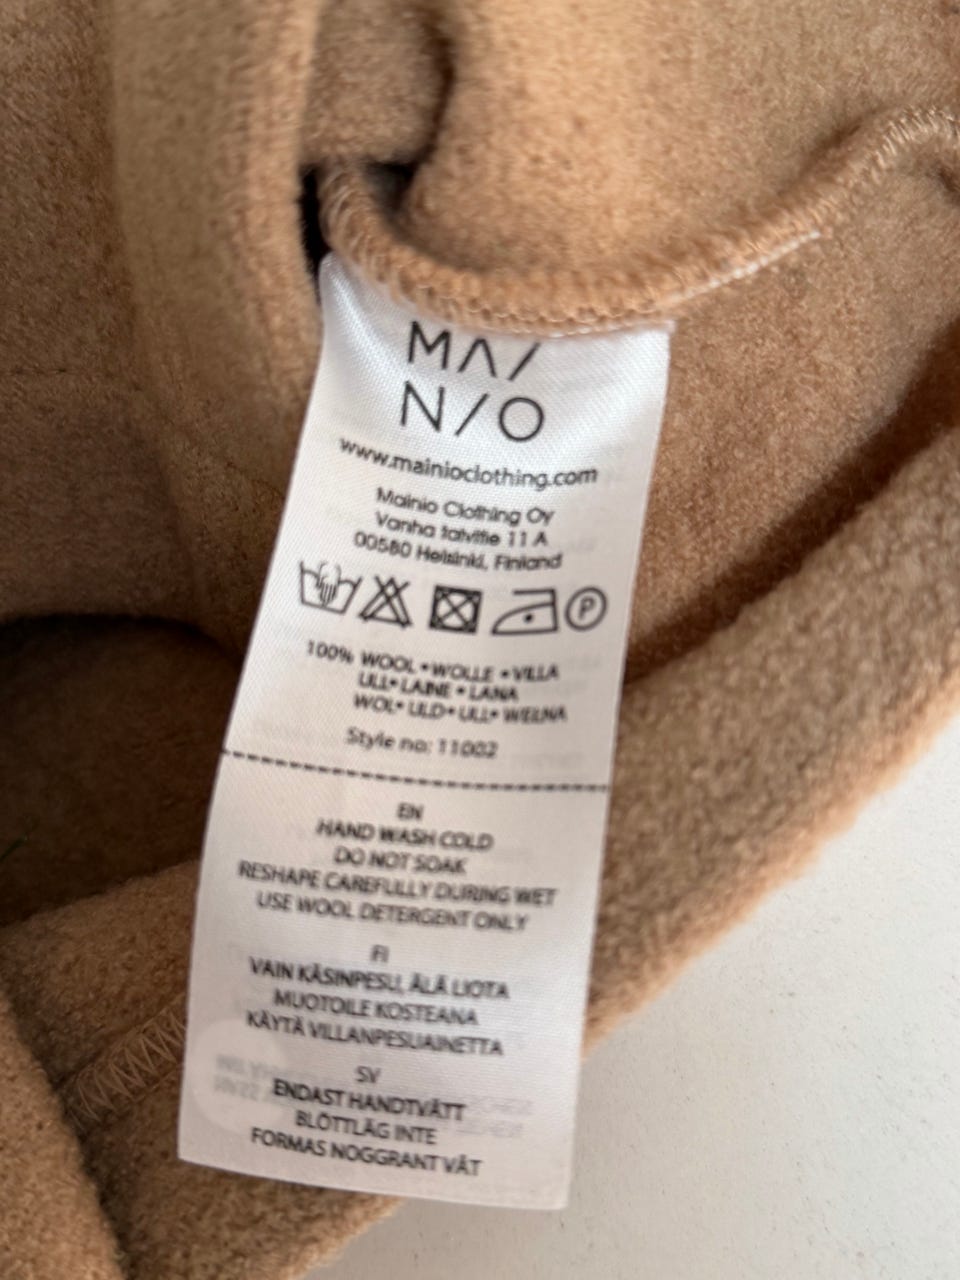 MAI
NIO
www.mainioclothing.com
Mainio Clothing Oy
Vanha talvitie 11 A
00580 Helsinki, Finland
P
100% WOOL • WOLLE • VILLA
ULL • LAINE • LANA
WOL • ULD • ULL • WEŁNA
Style no: 11002
EN
HAND WASH COLD
DO NOT SOAK
RESHAPE CAREFULLY DURING WET
USE WOOL DETERGENT ONLY
FI
VAIN KÄSINPESU, ÄLÄ LIOTA
MUOTOILE KOSTEANA
KÄYTÄ VILLANPESUAINETTA
SV
ENDAST HANDTVÄTT
BLÖTTLÄG INTE
FORMAS NOGGRANT VÅT